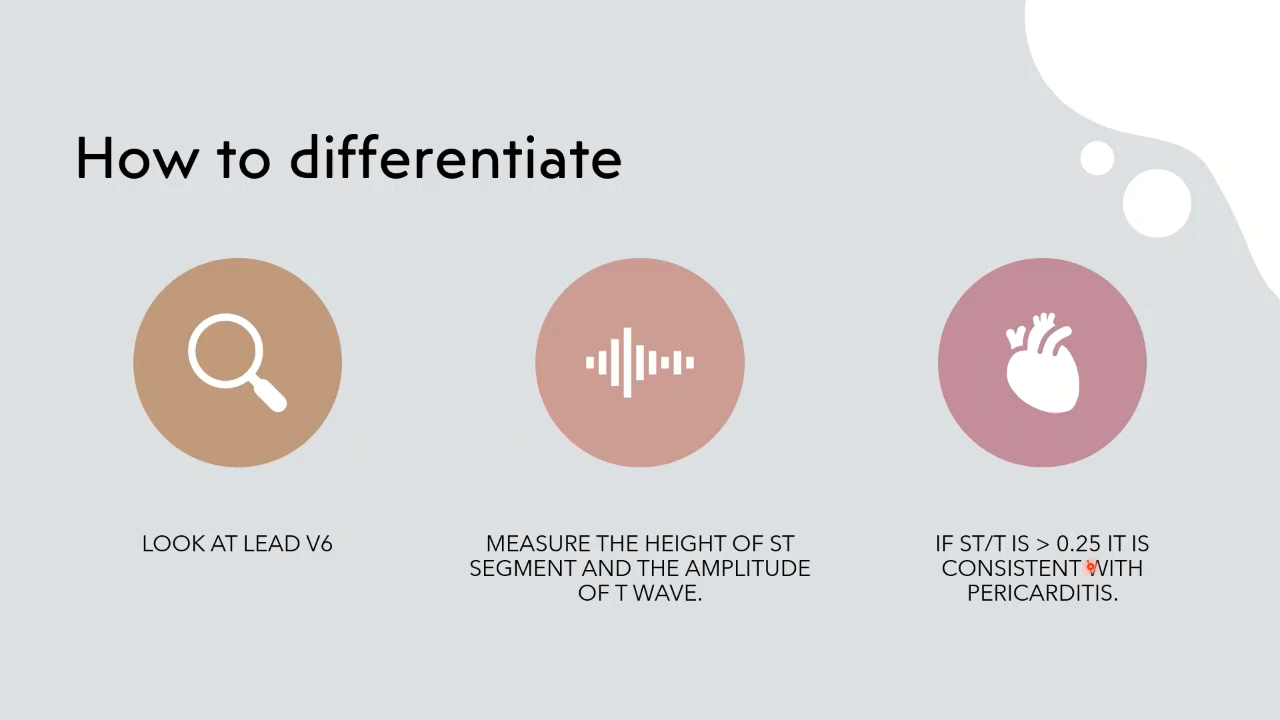 How to differentiate
LOOK AT LEAD V6
MEASURE THE HEIGHT OF ST
SEGMENT AND THE AMPLITUDE
OF T WAVE.
IF ST/T IS > 0.25 IT IS
CONSISTENT WITH
PERICARDITIS.